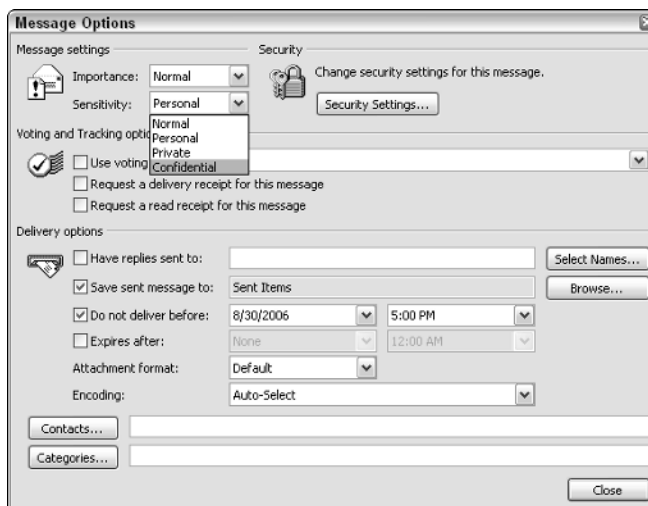 Message Options
Message settings
Security
Importance: Normal
Change security settings for this message.
Sensitivity: Personal
Security Settings...
Normal
Personal
Private
Confidential
Voting and Tracking
Use voting
Request a delivery receipt for this message
Request a read receipt for this message
Delivery options
Have replies sent to:
Select Names...
Save sent message to: Sent Items
Browse...
Do not deliver before: 8/30/2006 5:00 PM
Expires after: None 12:00 AM
Attachment format: Default
Encoding: Auto-Select
Contacts...
Categories...
Close